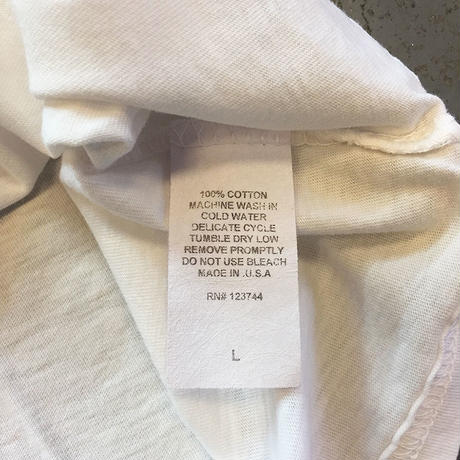 100% COTTON
MACHINE WASH IN
COLD WATER
DELICATE CYCLE
TUMBLE DRY LOW
REMOVE PROMPTLY
DO NOT USE BLEACH
MADE IN .U.S.A
RN# 123744
L